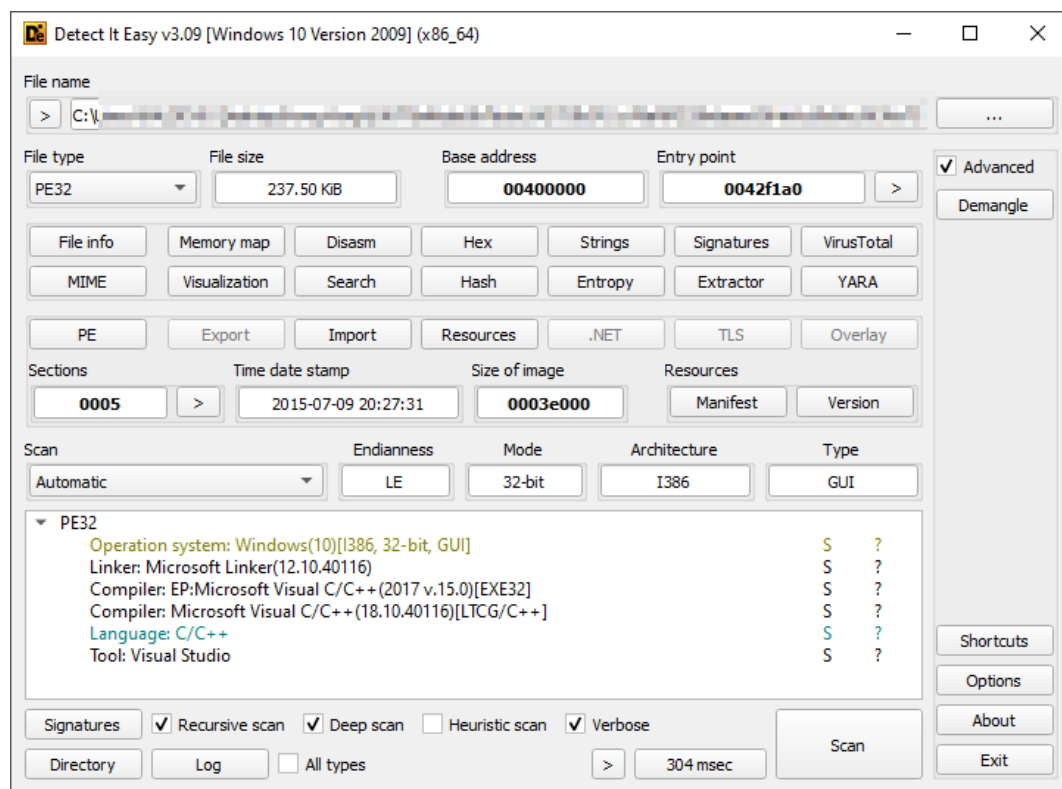 Detect It Easy v3.09 [Windows 10 Version 2009] (x86_64)
File name
> C:\ ...
File type File size Base address Entry point
PE32 237.50 KiB 00400000 0042f1a0 >
Advanced
Demangle
File info Memory map Disasm Hex Strings Signatures VirusTotal
MIME Visualization Search Hash Entropy Extractor YARA
PE Export Import Resources .NET TLS Overlay
Sections Time date stamp Size of image Resources
0005 > 2015-07-09 20:27:31 0003e000 Manifest Version
Scan Endianness Mode Architecture Type
Automatic LE 32-bit I386 GUI
PE32
Operation system: Windows(10)[I386, 32-bit, GUI] S ?
Linker: Microsoft Linker(12.10.40116) S ?
Compiler: EP:Microsoft Visual C/C++(2017 v.15.0)[EXE32] S ?
Compiler: Microsoft Visual C/C++(18.10.40116)[LTCG/C++] S ?
Language: C/C++ S ?
Tool: Visual Studio S ?
Shortcuts
Options
About
Exit
Signatures Recursive scan Deep scan Heuristic scan Verbose
Directory Log All types > 304 msec Scan